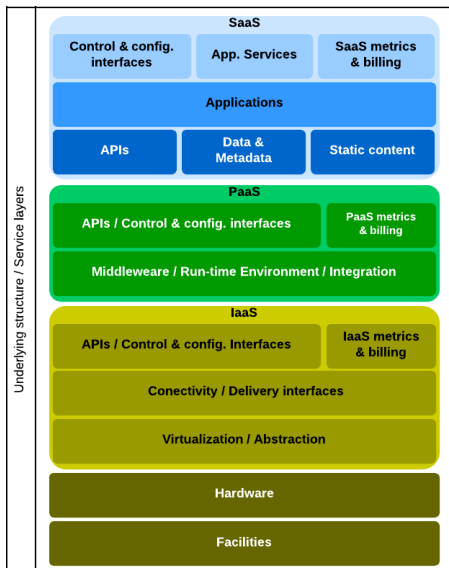 SaaS
Control & config.
interfaces
App. Services
SaaS metrics
& billing
Applications
APIs
Data &
Metadata
Static content
PaaS
APIs / Control & config. interfaces
PaaS metrics
& billing
Middleweare / Run-time Environment / Integration
IaaS
APIs / Control & config. Interfaces
IaaS metrics
& billing
Conectivity / Delivery interfaces
Virtualization / Abstraction
Hardware
Facilities
Underlying structure / Service layers